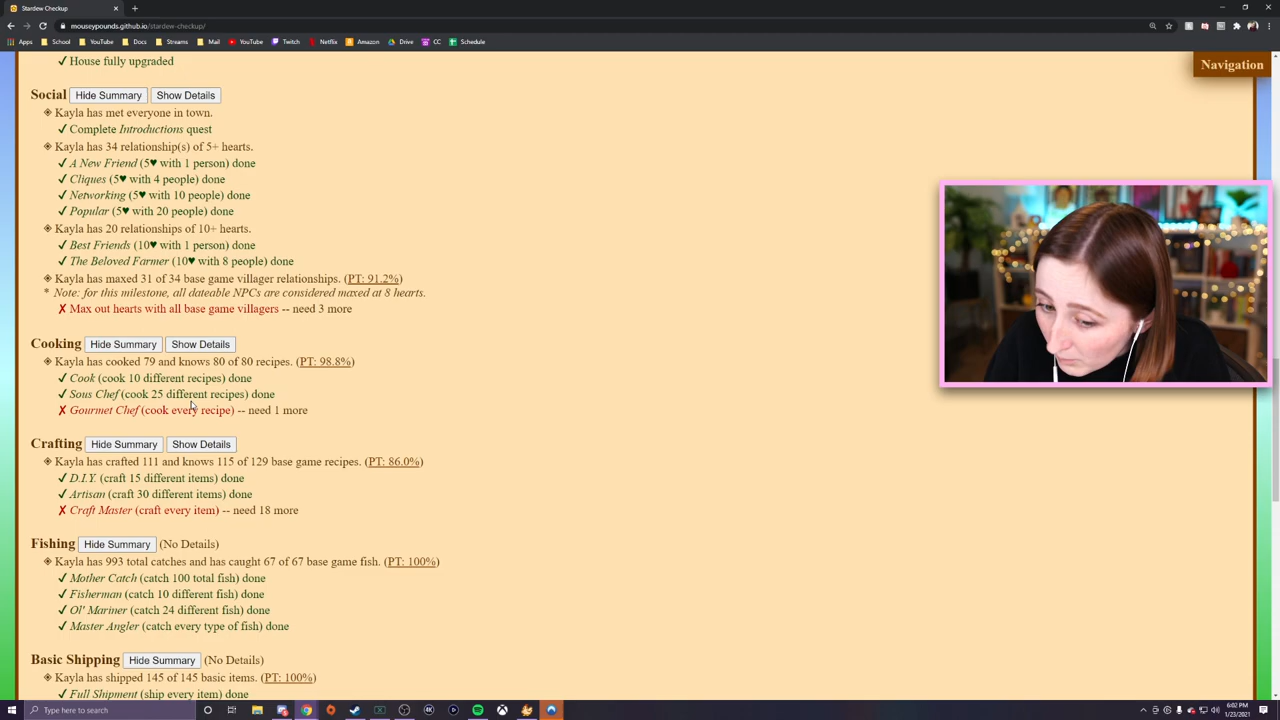 Stardew Checkup
mouseypounds.github.io/stardew-checkup/
Apps School YouTube Docs Streams Mail YouTube Twitch Netflix Amazon Drive CC Schedule
Navigation
✓ House fully upgraded
Social Hide Summary Show Details
◈ Kayla has met everyone in town.
✓ Complete Introductions quest
◈ Kayla has 34 relationship(s) of 5+ hearts.
✓ A New Friend (5♥ with 1 person) done
✓ Cliques (5♥ with 4 people) done
✓ Networking (5♥ with 10 people) done
✓ Popular (5♥ with 20 people) done
◈ Kayla has 20 relationships of 10+ hearts.
✓ Best Friends (10♥ with 1 person) done
✓ The Beloved Farmer (10♥ with 8 people) done
◈ Kayla has maxed 31 of 34 base game villager relationships. (PT: 91.2%)
* Note: for this milestone, all dateable NPCs are considered maxed at 8 hearts.
✗ Max out hearts with all base game villagers -- need 3 more
Cooking Hide Summary Show Details
◈ Kayla has cooked 79 and knows 80 of 80 recipes. (PT: 98.8%)
✓ Cook (cook 10 different recipes) done
✓ Sous Chef (cook 25 different recipes) done
✗ Gourmet Chef (cook every recipe) -- need 1 more
Crafting Hide Summary Show Details
◈ Kayla has crafted 111 and knows 115 of 129 base game recipes. (PT: 86.0%)
✓ D.I.Y. (craft 15 different items) done
✓ Artisan (craft 30 different items) done
✗ Craft Master (craft every item) -- need 18 more
Fishing Hide Summary (No Details)
◈ Kayla has 993 total catches and has caught 67 of 67 base game fish. (PT: 100%)
✓ Mother Catch (catch 100 total fish) done
✓ Fisherman (catch 10 different fish) done
✓ Ol' Mariner (catch 24 different fish) done
✓ Master Angler (catch every type of fish) done
Basic Shipping Hide Summary (No Details)
◈ Kayla has shipped 145 of 145 basic items. (PT: 100%)
✓ Full Shipment (ship every item) done
Type here to search
6:02 PM
1/23/2021